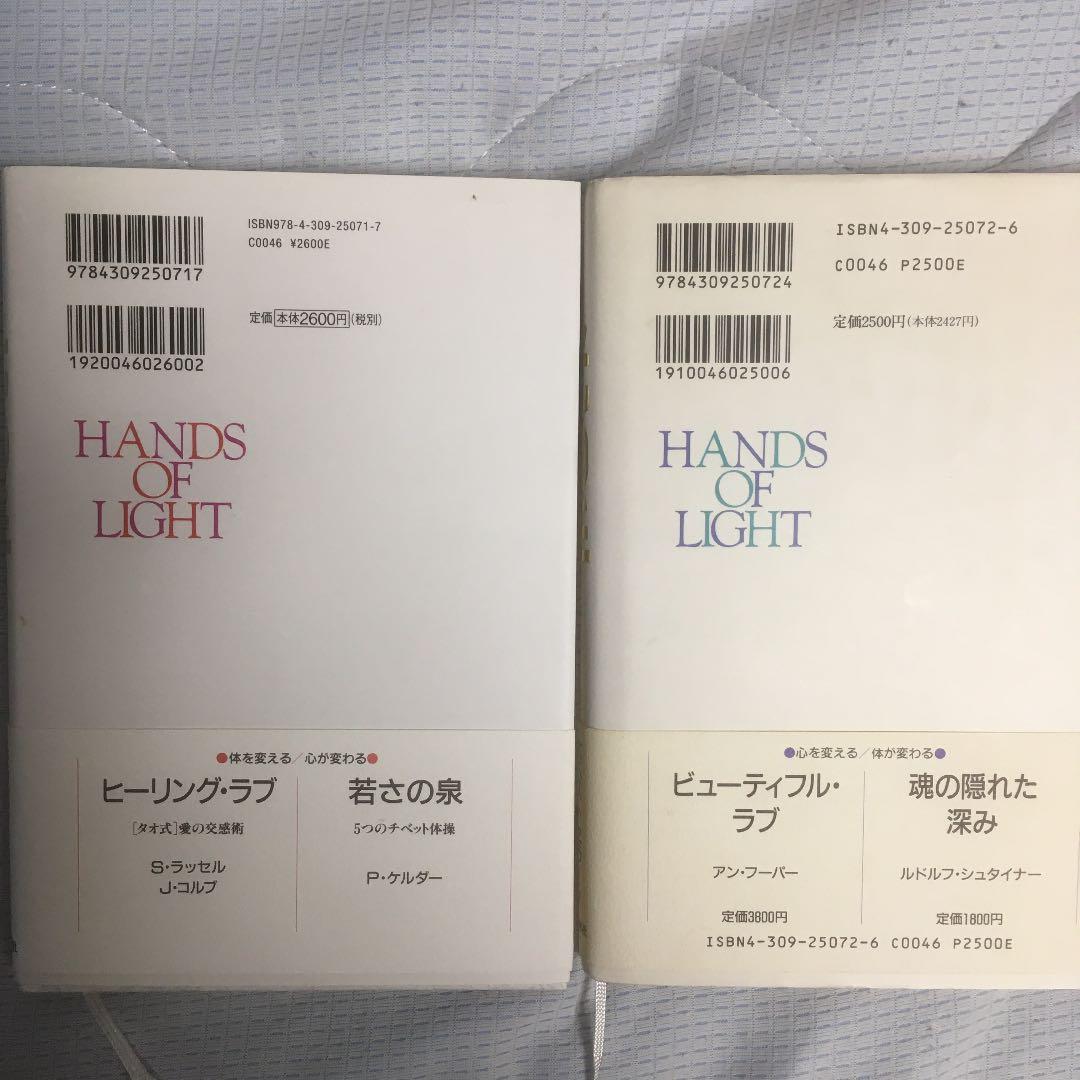 ISBN978-4-309-25071-7
C0046 ¥2600E
9784309250717
定価 本体2600円(税別)
1920046026002
HANDS
OF
LIGHT
●体を変える/心が変わる●
ヒーリング・ラブ
[タオ式]愛の交感術
S・ラッセル
J・コルブ
若さの泉
5つのチベット体操
P・ケルダー
ISBN4-309-25072-6
C0046 P2500E
9784309250724
定価2500円(本体2427円)
1910046025006
HANDS
OF
LIGHT
●心を変える/体が変わる●
ビューティフル・
ラブ
アン・フーパー
定価3800円
魂の隠れた
深み
ルドルフ・シュタイナー
定価1800円
ISBN4-309-25072-6 C0046 P2500E